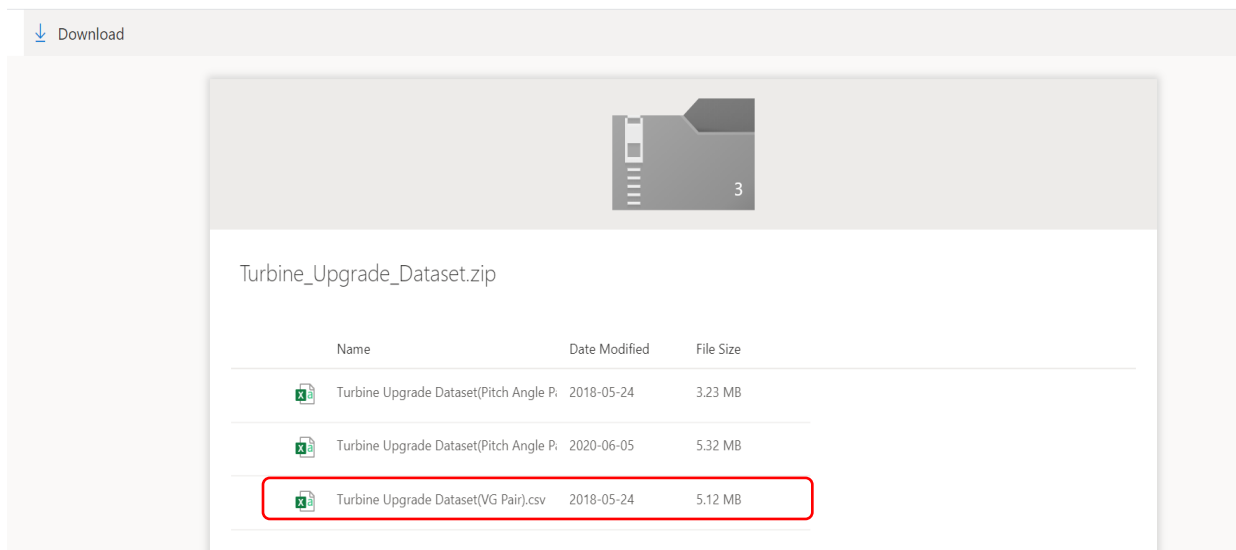 Download
3
Turbine_Upgrade_Dataset.zip
Name Date Modified File Size
Turbine Upgrade Dataset(Pitch Angle Pa 2018-05-24 3.23 MB
Turbine Upgrade Dataset(Pitch Angle Pa 2020-06-05 5.32 MB
Turbine Upgrade Dataset(VG Pair).csv 2018-05-24 5.12 MB